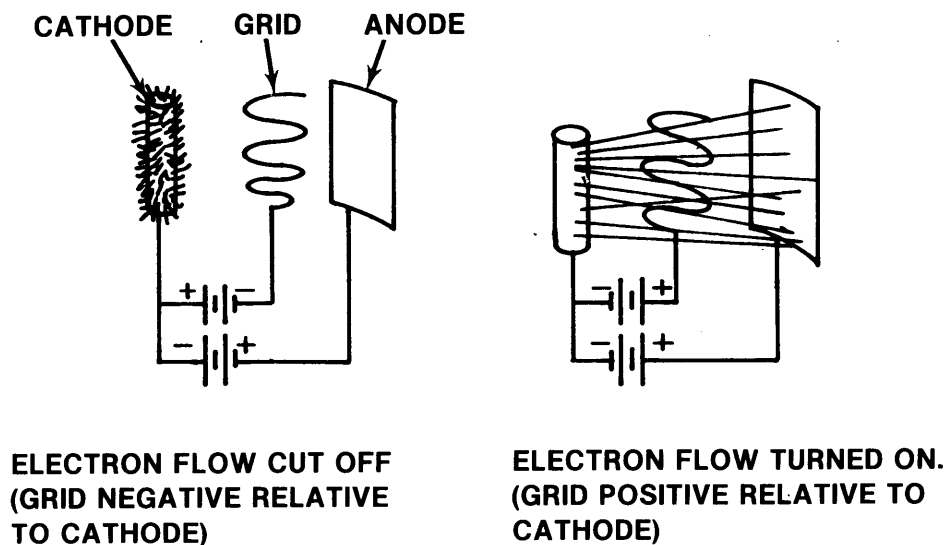 CATHODE GRID ANODE
+ −
− +
− +
− +
ELECTRON FLOW CUT OFF
(GRID NEGATIVE RELATIVE
TO CATHODE)
ELECTRON FLOW TURNED ON.
(GRID POSITIVE RELATIVE TO
CATHODE)